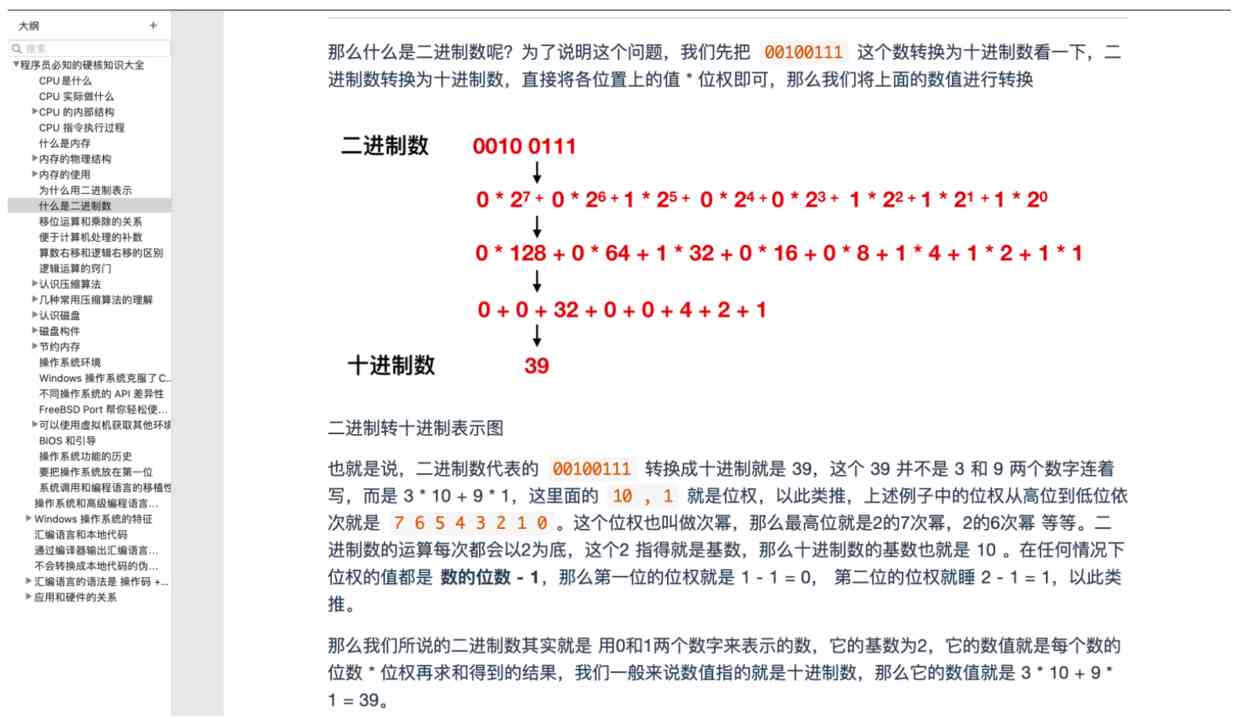 大纲
+
搜索
▼程序员必知的硬核知识大全
CPU 是什么
CPU 实际做什么
▶CPU 的内部结构
CPU 指令执行过程
什么是内存
▶内存的物理结构
▶内存的使用
为什么用二进制表示
什么是二进制数
移位运算和乘除的关系
便于计算机处理的补数
算数右移和逻辑右移的区别
逻辑运算的窍门
▶认识压缩算法
▶几种常用压缩算法的理解
▶认识磁盘
▶磁盘构件
▶节约内存
操作系统环境
Windows 操作系统克服了C...
不同操作系统的 API 差异性
FreeBSD Port 帮你轻松使...
▶可以使用虚拟机获取其他环境
BIOS 和引导
操作系统功能的历史
要把操作系统放在第一位
系统调用和编程语言的移植性
操作系统和高级编程语言...
▶Windows 操作系统的特征
汇编语言和本地代码
通过编译器输出汇编语言...
不会转换成本地代码的伪...
▶汇编语言的语法是 操作码 +...
▶应用和硬件的关系
那么什么是二进制数呢？为了说明这个问题，我们先把 00100111 这个数转换为十进制数看一下，二
进制数转换为十进制数，直接将各位置上的值 * 位权即可，那么我们将上面的数值进行转换
二进制数 0010 0111
0 * 2⁷ + 0 * 2⁶ + 1 * 2⁵ + 0 * 2⁴ + 0 * 2³ + 1 * 2² + 1 * 2¹ + 1 * 2⁰
0 * 128 + 0 * 64 + 1 * 32 + 0 * 16 + 0 * 8 + 1 * 4 + 1 * 2 + 1 * 1
0 + 0 + 32 + 0 + 0 + 4 + 2 + 1
十进制数 39
二进制转十进制表示图
也就是说，二进制数代表的 00100111 转换成十进制就是 39，这个 39 并不是 3 和 9 两个数字连着
写，而是 3 * 10 + 9 * 1，这里面的 10 , 1 就是位权，以此类推，上述例子中的位权从高位到低位依
次就是 7 6 5 4 3 2 1 0 。这个位权也叫做次幂，那么最高位就是2的7次幂，2的6次幂 等等。二
进制数的运算每次都会以2为底，这个2 指得就是基数，那么十进制数的基数也就是 10 。在任何情况下
位权的值都是 数的位数 - 1，那么第一位的位权就是 1 - 1 = 0， 第二位的位权就睡 2 - 1 = 1，以此类
推。
那么我们所说的二进制数其实就是 用0和1两个数字来表示的数，它的基数为2，它的数值就是每个数的
位数 * 位权再求和得到的结果，我们一般来说数值指的就是十进制数，那么它的数值就是 3 * 10 + 9 *
1 = 39。